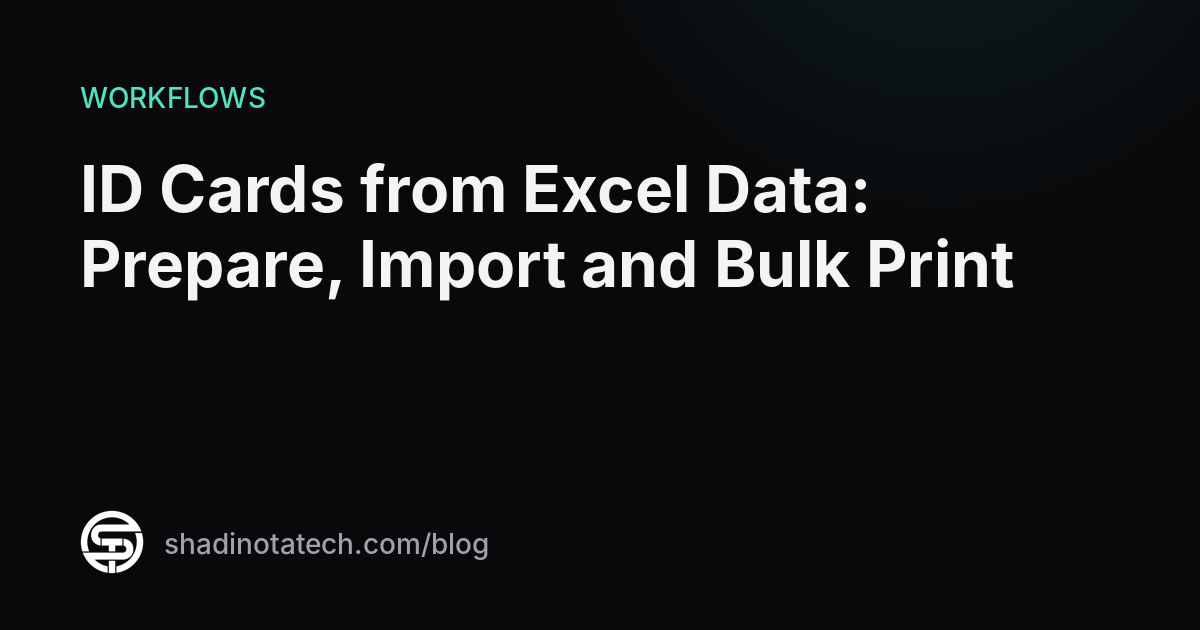 WORKFLOWS
ID Cards from Excel Data:
Prepare, Import and Bulk Print
shadinotatech.com/blog